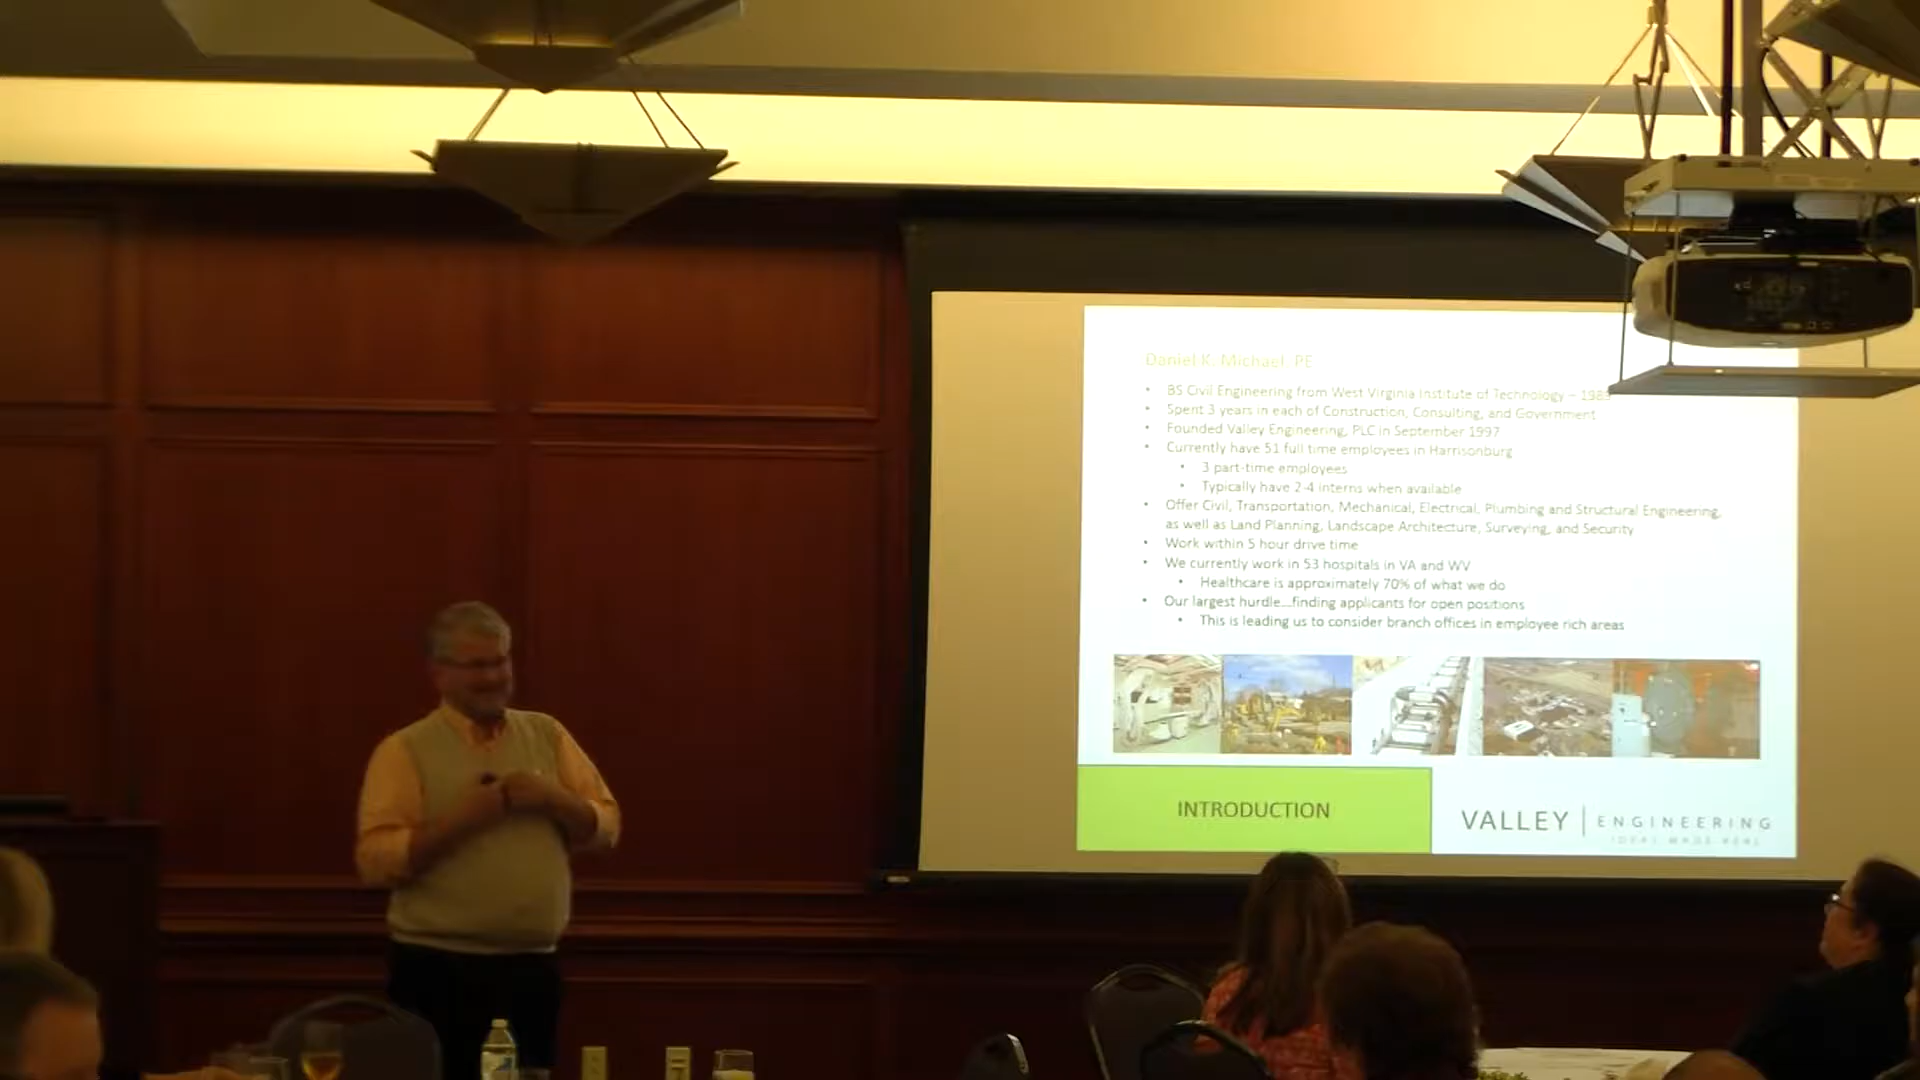 Daniel K. Michael, PE
• BS Civil Engineering from West Virginia Institute of Technology – 1988
• Spent 3 years in each of Construction, Consulting, and Government
• Founded Valley Engineering, PLC in September 1997
• Currently have 51 full time employees in Harrisonburg
• 3 part-time employees
• Typically have 2-4 interns when available
• Offer Civil, Transportation, Mechanical, Electrical, Plumbing and Structural Engineering,
as well as Land Planning, Landscape Architecture, Surveying, and Security
• Work within 5 hour drive time
• We currently work in 53 hospitals in VA and WV
• Healthcare is approximately 70% of what we do
• Our largest hurdle...finding applicants for open positions
• This is leading us to consider branch offices in employee rich areas
INTRODUCTION
VALLEY | ENGINEERING
IDEAS MADE REAL